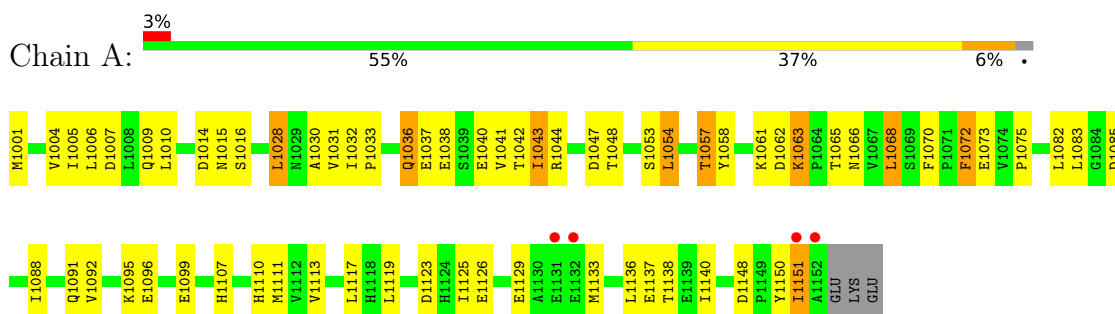 3%
Chain A:
55% 37% 6% •
M1001 V1004 I1005 L1006 D1007 L1008 Q1009 L1010 D1014 N1015 S1016 L1028 N1029 A1030 V1031 I1032 P1033 Q1036 E1037 E1038 S1039 E1040 V1041 T1042 I1043 R1044 D1047 T1048 S1053 L1054 T1057 Y1058 K1061 D1062 K1063 P1064 T1065 N1066 V1067 L1068 S1069 F1070 P1071 F1072 E1073 V1074 P1075 L1082 L1083 G1084
I1088 Q1091 V1092 K1095 E1096 E1099 H1107 H1110 M1111 V1112 V1113 L1117 H1118 L1119 D1123 H1124 I1125 E1126 E1129 A1130 E1131 E1132 M1133 L1136 E1137 T1138 E1139 I1140 D1148 P1149 Y1150 I1151 A1152 GLU LYS GLU